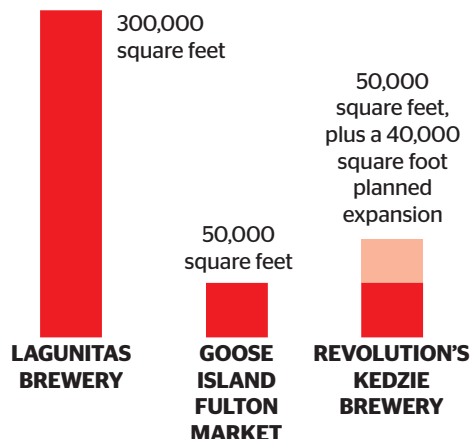 300,000
square feet
50,000
square feet,
plus a 40,000
square foot
planned
expansion
50,000
square feet
LAGUNITAS
BREWERY
GOOSE
ISLAND
FULTON
MARKET
REVOLUTION'S
KEDZIE
BREWERY